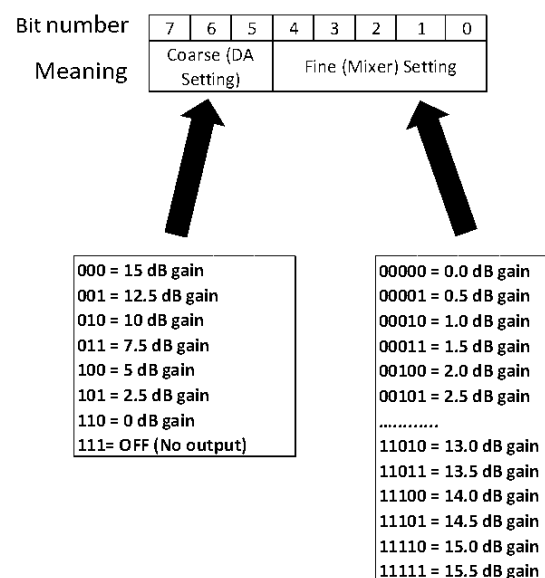 Bit number 7 6 5 4 3 2 1 0
Meaning Coarse (DA Setting) Fine (Mixer) Setting
000 = 15 dB gain
001 = 12.5 dB gain
010 = 10 dB gain
011 = 7.5 dB gain
100 = 5 dB gain
101 = 2.5 dB gain
110 = 0 dB gain
111= OFF (No output)
00000 = 0.0 dB gain
00001 = 0.5 dB gain
00010 = 1.0 dB gain
00011 = 1.5 dB gain
00100 = 2.0 dB gain
00101 = 2.5 dB gain
............
11010 = 13.0 dB gain
11011 = 13.5 dB gain
11100 = 14.0 dB gain
11101 = 14.5 dB gain
11110 = 15.0 dB gain
11111 = 15.5 dB gain